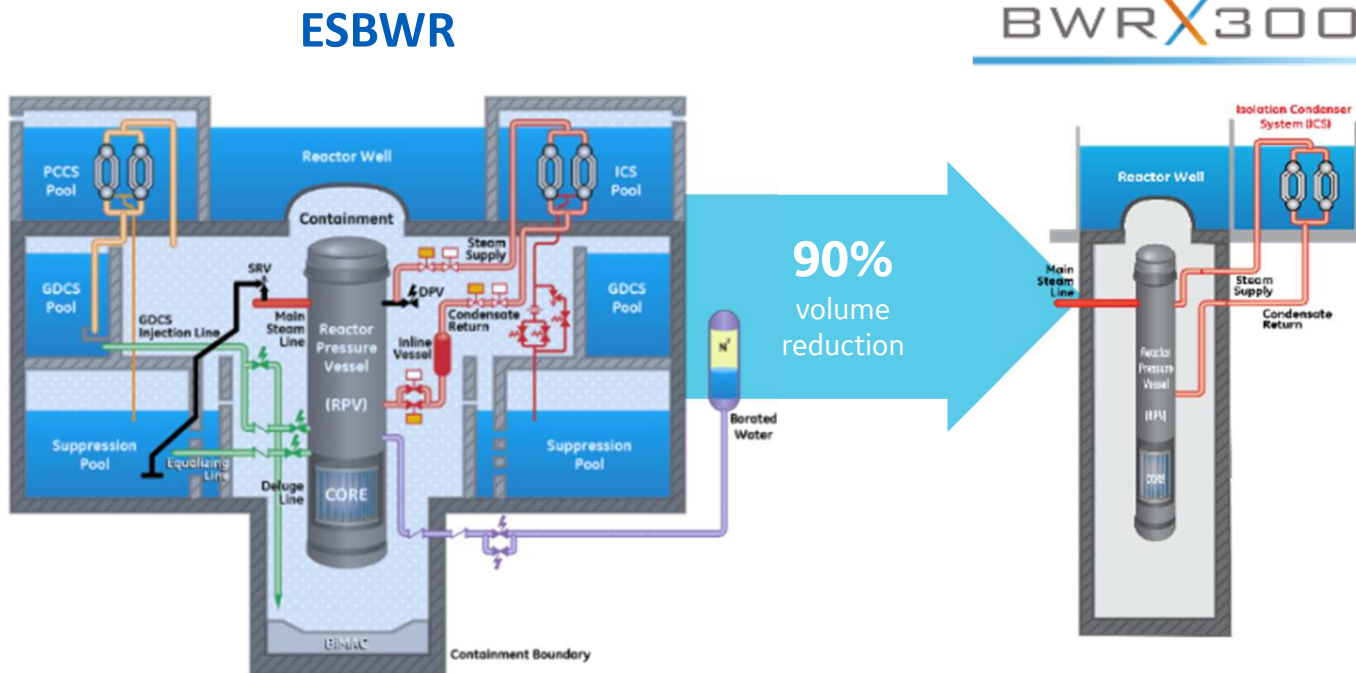 ESBWR
BWRX300
Reactor Well
PCCS
Pool
ICS
Pool
Containment
Steam
Supply
SRV
DPV
GDCS
Pool
GDCS
Injection Line
Main
Steam
Line
Reactor
Pressure
Vessel
(RPV)
Condensate
Return
Inline
Vessel
GDCS
Pool
Suppression
Pool
Equalizing
Line
Deluge
Line
CORE
Suppression
Pool
BiMAC
Containment Boundary
Borated
Water
90%
volume
reduction
Isolation Condenser
System (ICS)
Reactor Well
Main
Steam
Line
Steam
Supply
Condensate
Return
Reactor
Pressure
Vessel
(RPV)
CORE